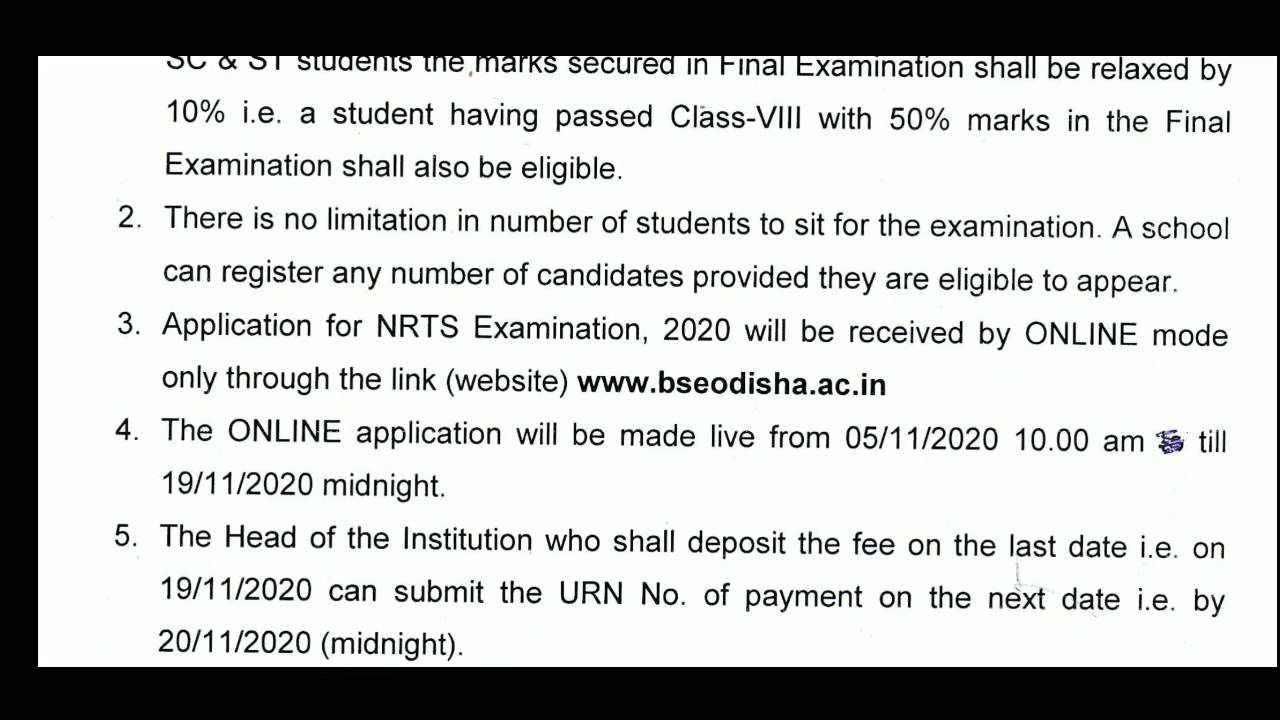 SC & ST students the marks secured in Final Examination shall be relaxed by
10% i.e. a student having passed Class-VIII with 50% marks in the Final
Examination shall also be eligible.
2. There is no limitation in number of students to sit for the examination. A school
can register any number of candidates provided they are eligible to appear.
3. Application for NRTS Examination, 2020 will be received by ONLINE mode
only through the link (website) www.bseodisha.ac.in
4. The ONLINE application will be made live from 05/11/2020 10.00 am till
19/11/2020 midnight.
5. The Head of the Institution who shall deposit the fee on the last date i.e. on
19/11/2020 can submit the URN No. of payment on the next date i.e. by
20/11/2020 (midnight).